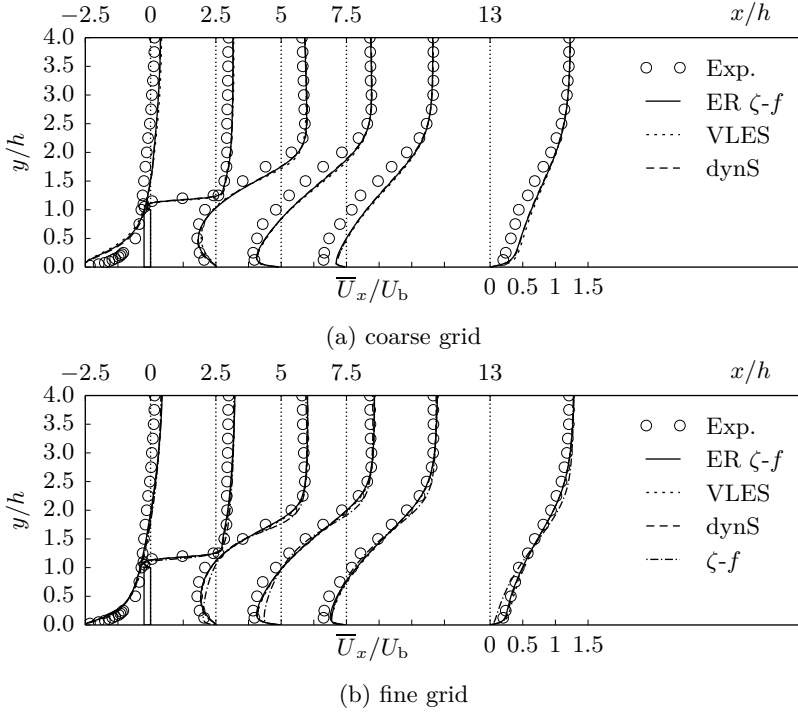 −2.5 0 2.5 5 7.5 13 x/h
4.0
3.5
3.0
2.5
2.0
1.5
1.0
0.5
0.0
y/h
Exp.
ER ζ-f
VLES
dynS
U̅x/Ub 0 0.5 1 1.5
(a) coarse grid
−2.5 0 2.5 5 7.5 13 x/h
4.0
3.5
3.0
2.5
2.0
1.5
1.0
0.5
0.0
y/h
Exp.
ER ζ-f
VLES
dynS
ζ-f
U̅x/Ub 0 0.5 1 1.5
(b) fine grid